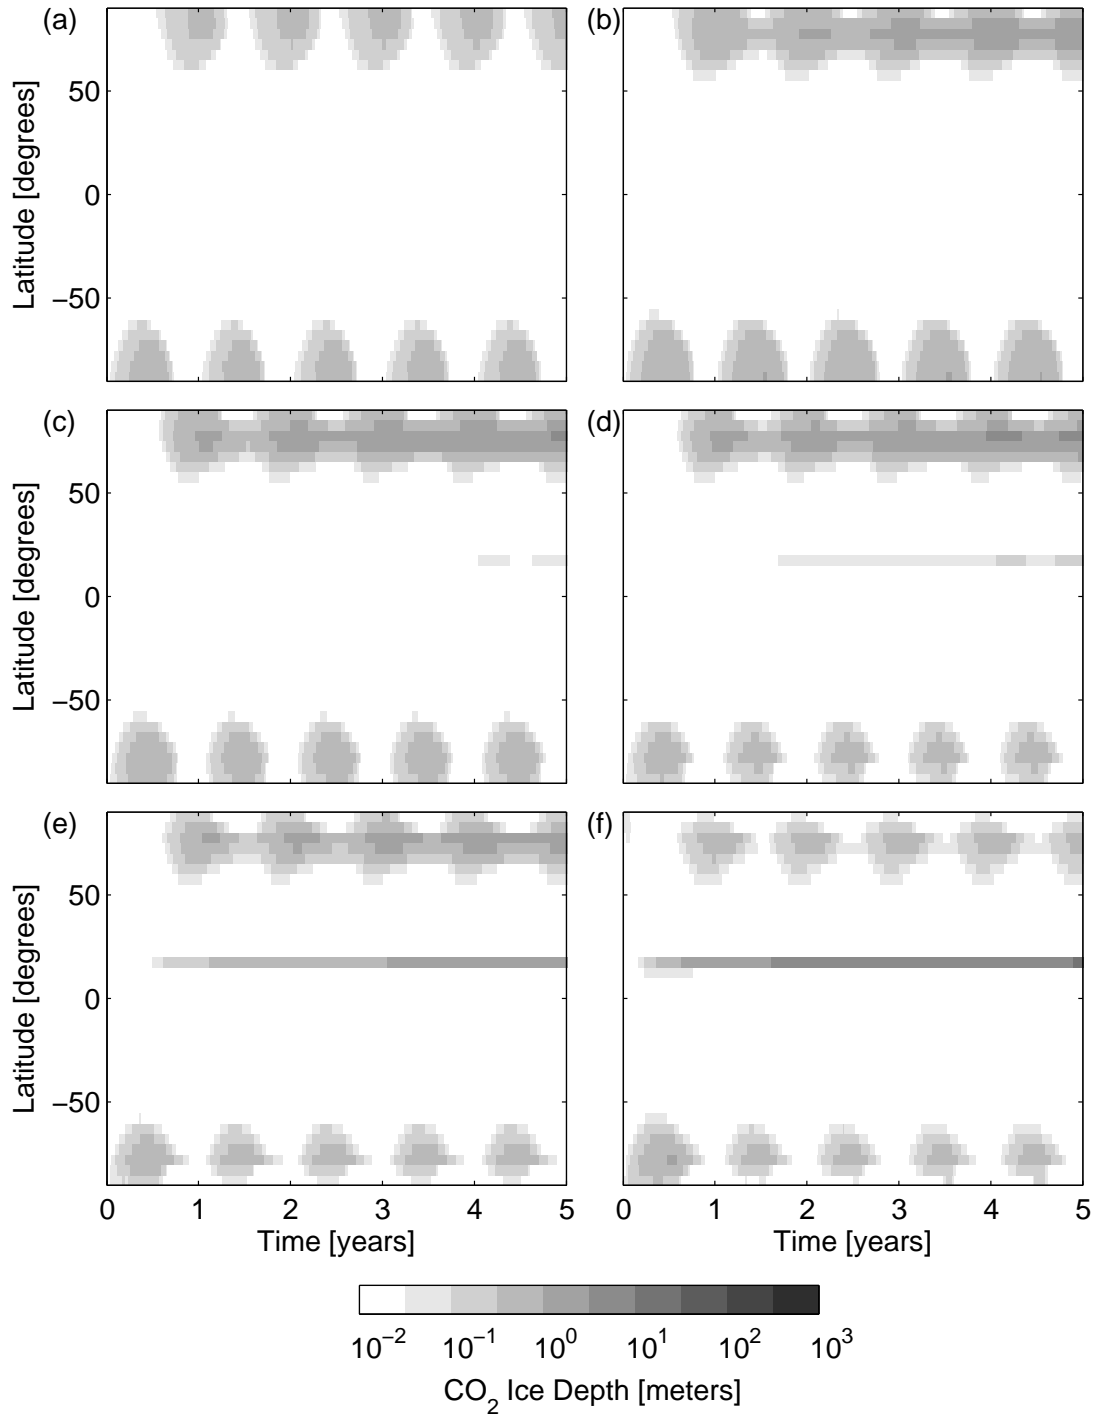 (a)
(b)
50
0
−50
Latitude [degrees]
(c)
(d)
50
0
−50
Latitude [degrees]
(e)
(f)
50
0
−50
Latitude [degrees]
0 1 2 3 4 5
0 1 2 3 4 5
Time [years]
Time [years]
10⁻² 10⁻¹ 10⁰ 10¹ 10² 10³
CO₂ Ice Depth [meters]